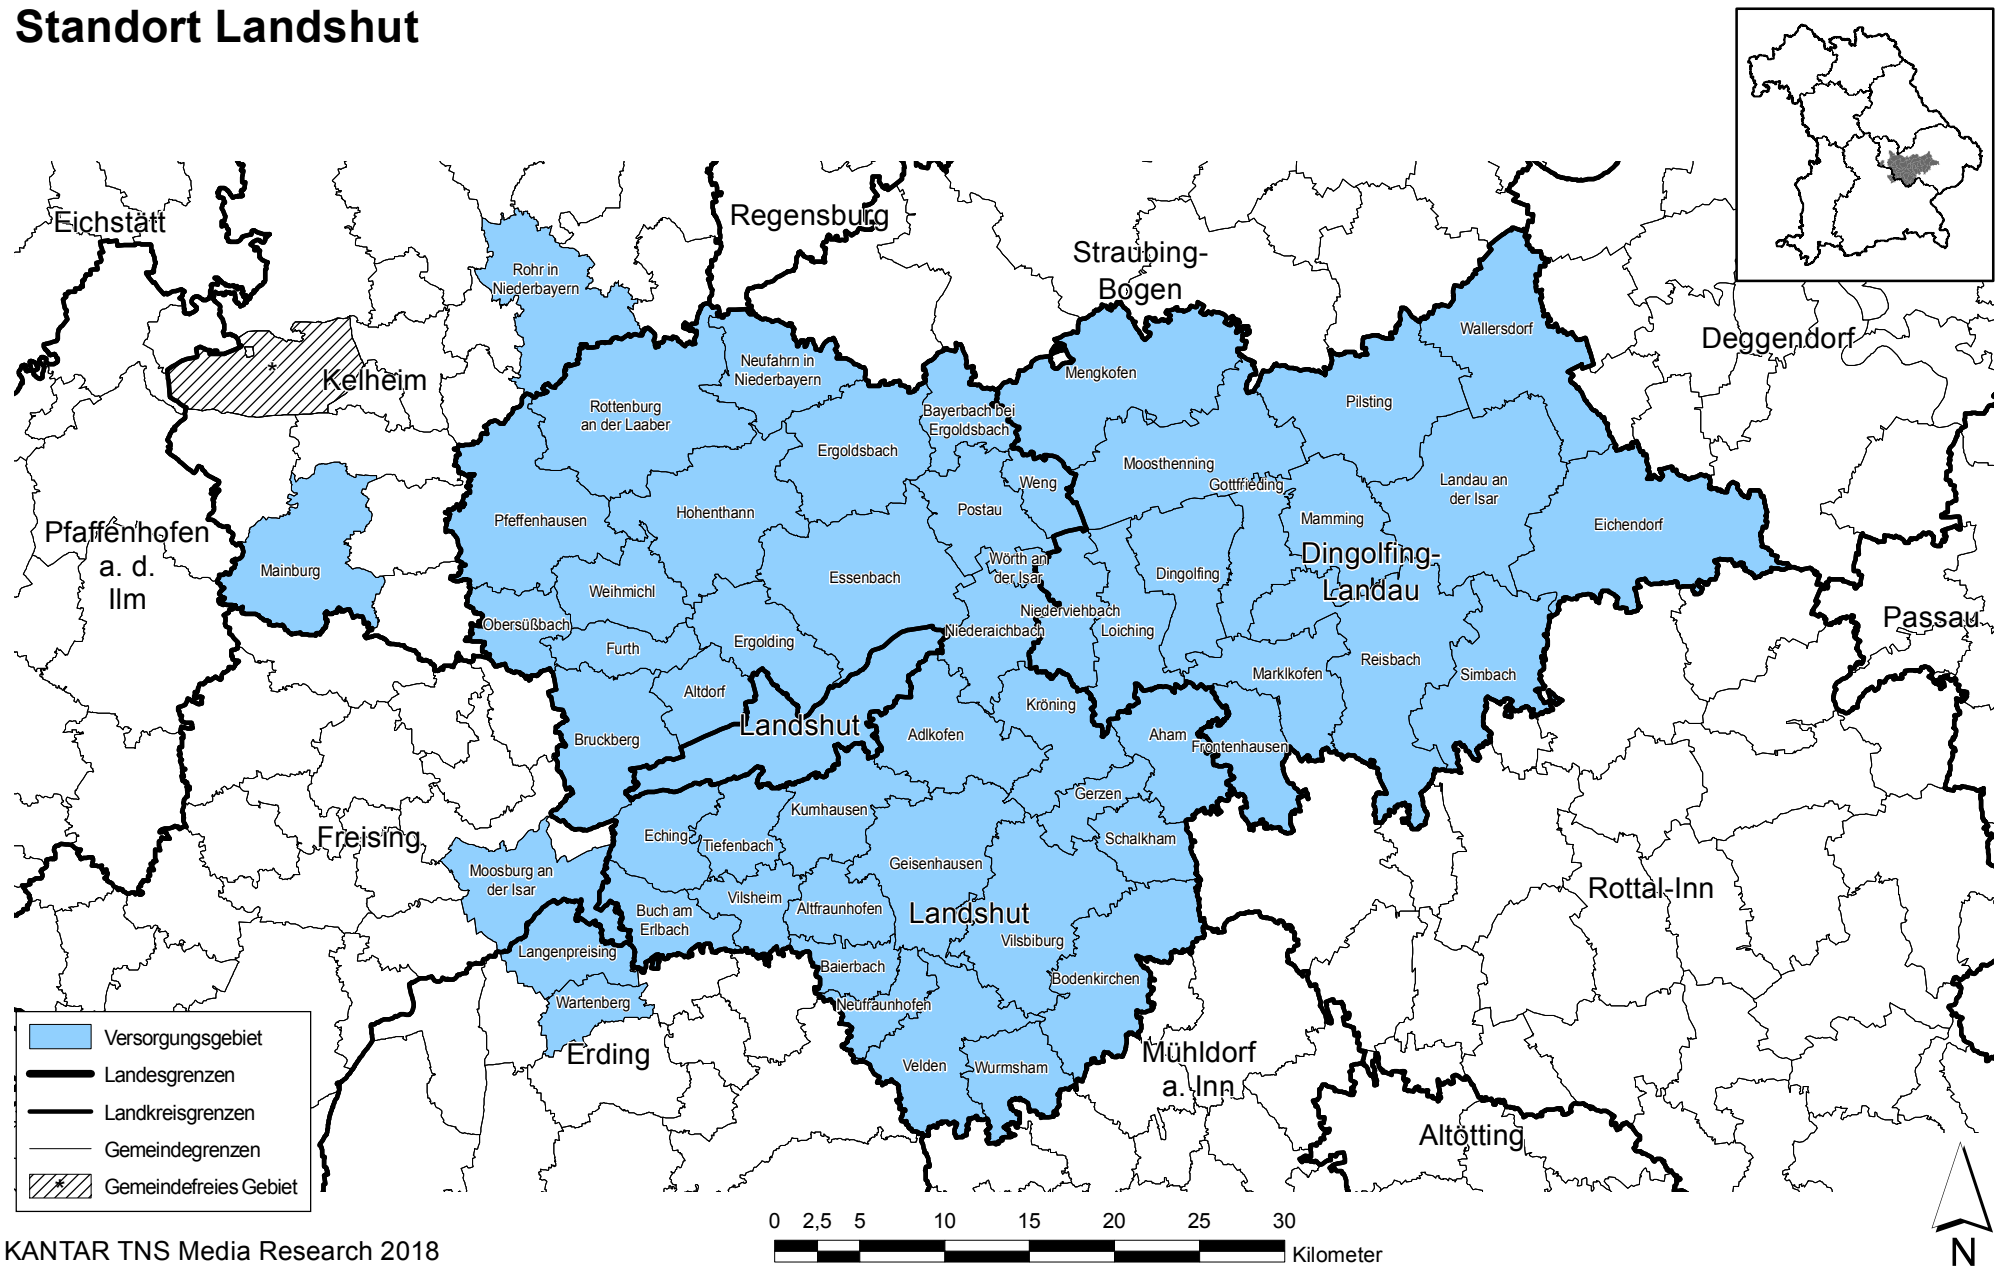 Standort Landshut
Eichstätt
Regensburg
Straubing-
Bogen
Rohr in
Niederbayern
Wallersdorf
Deggendorf
Kelheim
*
Neufahrn in
Niederbayern
Mengkofen
Pilsting
Rottenburg
an der Laaber
Bayerbach bei
Ergoldsbach
Ergoldsbach
Moosthenning
Gottfrieding
Weng
Landau an
der Isar
Pfaffenhofen
a. d.
Ilm
Pfeffenhausen
Hohenthann
Postau
Mamming
Eichendorf
Mainburg
Weihmichl
Essenbach
Wörth an
der Isar
Dingolfing
Dingolfing-
Landau
Passau
Obersüßbach
Furth
Ergolding
Niederviehbach
Niederaichbach
Loiching
Marklkofen
Reisbach
Simbach
Altdorf
Kröning
Landshut
Bruckberg
Adlkofen
Aham
Frontenhausen
Freising
Kumhausen
Gerzen
Eching
Tiefenbach
Schalkham
Geisenhausen
Moosburg an
der Isar
Rottal-Inn
Vilsheim
Altfraunhofen
Landshut
Buch am
Erlbach
Vilsbiburg
Langenpreising
Baierbach
Bodenkirchen
Wartenberg
Neufraunhofen
Erding
Velden
Wurmsham
Mühldorf
a. Inn
Altötting
Versorgungsgebiet
Landesgrenzen
Landkreisgrenzen
Gemeindegrenzen
* Gemeindefreies Gebiet
0 2,5 5 10 15 20 25 30
Kilometer
N
KANTAR TNS Media Research 2018